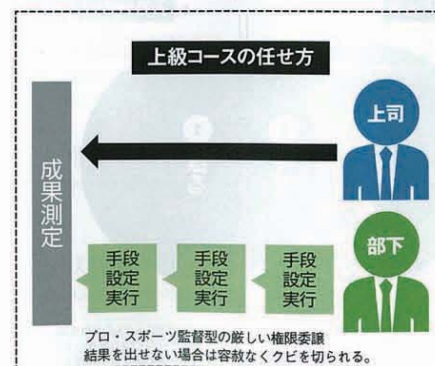 上級コースの任せ方
上司
成果測定
部下
手段
設定
実行
手段
設定
実行
手段
設定
実行
プロ・スポーツ監督型の厳しい権限委譲
結果を出せない場合は容赦なくクビを切られる。